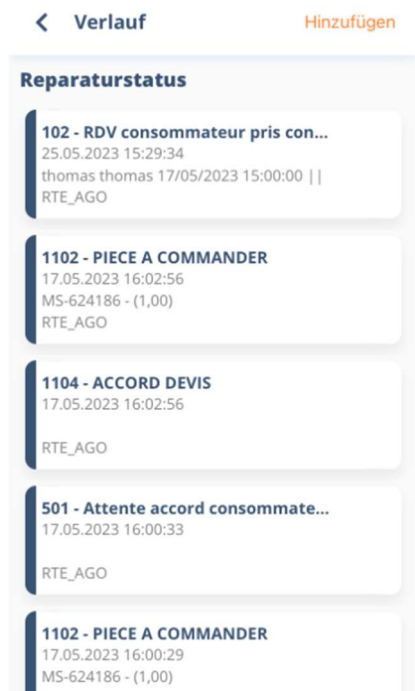 Verlauf
Hinzufügen
Reparaturstatus
102 - RDV consommateur pris con...
25.05.2023 15:29:34
thomas thomas 17/05/2023 15:00:00 ||
RTE_AGO
1102 - PIECE A COMMANDER
17.05.2023 16:02:56
MS-624186 - (1,00)
RTE_AGO
1104 - ACCORD DEVIS
17.05.2023 16:02:56
RTE_AGO
501 - Attente accord consommate...
17.05.2023 16:00:33
RTE_AGO
1102 - PIECE A COMMANDER
17.05.2023 16:00:29
MS-624186 - (1,00)